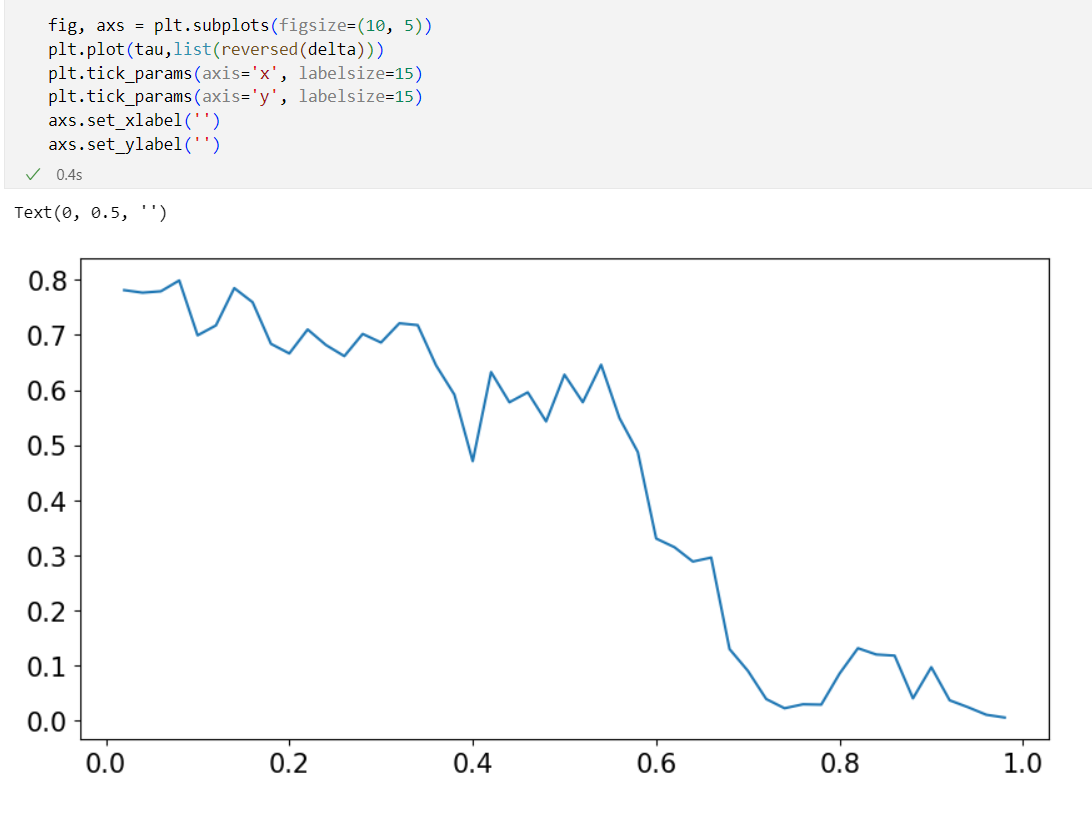 fig, axs = plt.subplots(figsize=(10, 5))
plt.plot(tau,list(reversed(delta)))
plt.tick_params(axis='x', labelsize=15)
plt.tick_params(axis='y', labelsize=15)
axs.set_xlabel('')
axs.set_ylabel('')
✓ 0.4s
Text(0, 0.5, '')
0.8
0.7
0.6
0.5
0.4
0.3
0.2
0.1
0.0
0.0 0.2 0.4 0.6 0.8 1.0